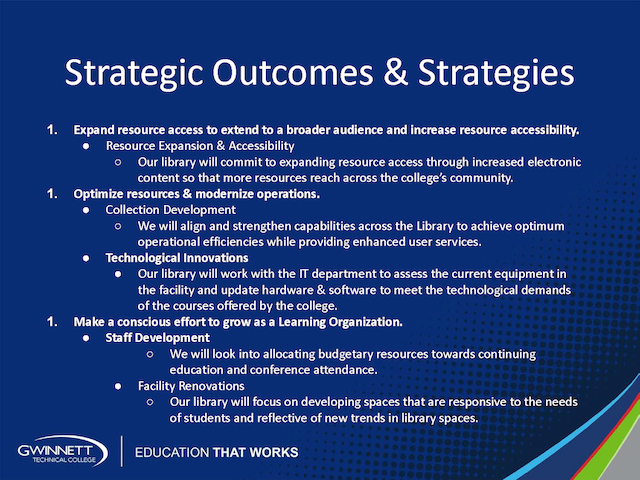 Strategic Outcomes & Strategies
1. Expand resource access to extend to a broader audience and increase resource accessibility.
● Resource Expansion & Accessibility
○ Our library will commit to expanding resource access through increased electronic
content so that more resources reach across the college’s community.
1. Optimize resources & modernize operations.
● Collection Development
○ We will align and strengthen capabilities across the Library to achieve optimum
operational efficiencies while providing enhanced user services.
● Technological Innovations
● Our library will work with the IT department to assess the current equipment in
the facility and update hardware & software to meet the technological demands
of the courses offered by the college.
1. Make a conscious effort to grow as a Learning Organization.
● Staff Development
○ We will look into allocating budgetary resources towards continuing
education and conference attendance.
● Facility Renovations
○ Our library will focus on developing spaces that are responsive to the needs
of students and reflective of new trends in library spaces.
GWINNETT
TECHNICAL COLLEGE
EDUCATION THAT WORKS